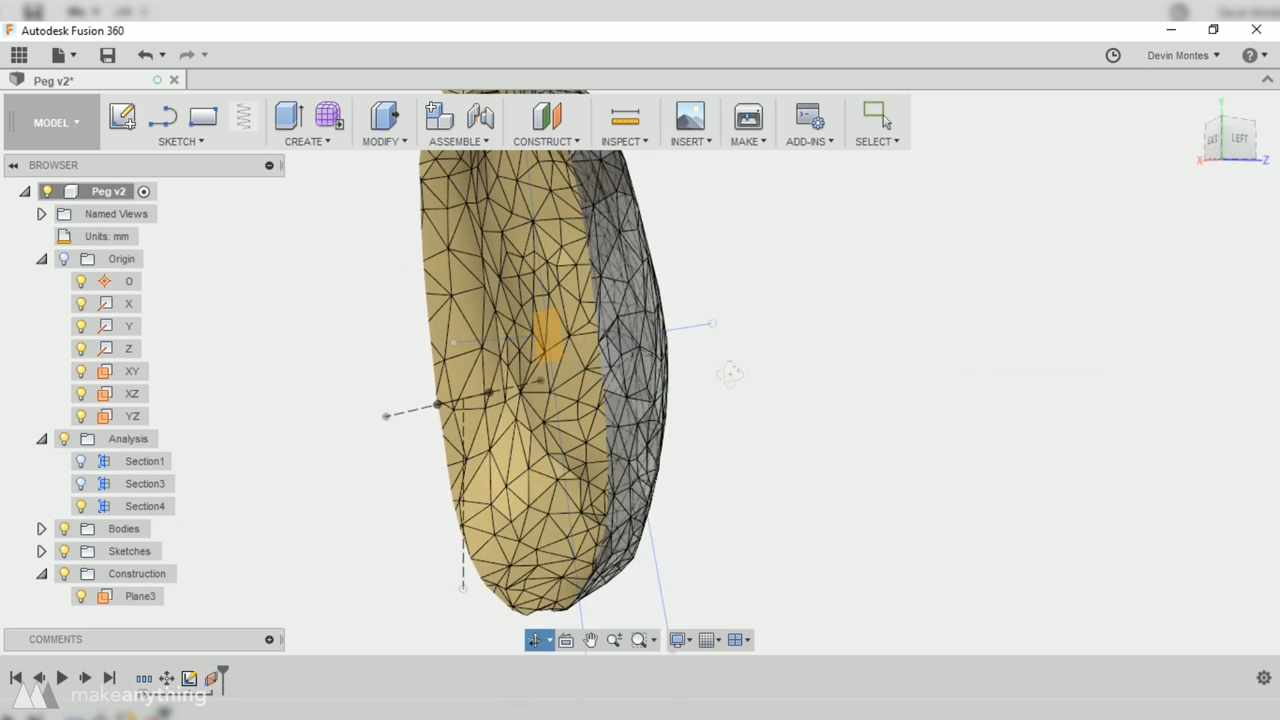 Autodesk Fusion 360
Devin Montes
Peg v2*
MODEL
SKETCH
CREATE
MODIFY
ASSEMBLE
CONSTRUCT
INSPECT
INSERT
MAKE
ADD-INS
SELECT
LEFT
X
Y
Z
BROWSER
Peg v2
Named Views
Units: mm
Origin
O
X
Y
Z
XY
XZ
YZ
Analysis
Section1
Section3
Section4
Bodies
Sketches
Construction
Plane3
COMMENTS
makeanything